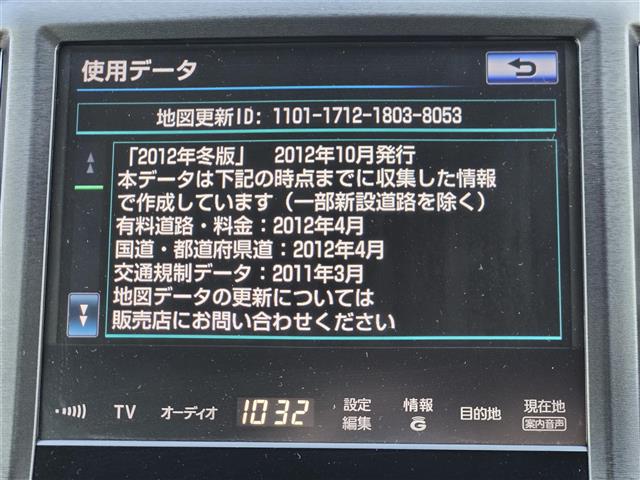 使用データ
地図更新ID: 1101-1712-1803-8053
「2012年冬版」 2012年10月発行
本データは下記の時点までに収集した情報
で作成しています（一部新設道路を除く）
有料道路・料金：2012年4月
国道・都道府県道：2012年4月
交通規制データ：2011年3月
地図データの更新については
販売店にお問い合わせください
TV オーディオ 1032 設定 編集 情報 G 目的地 現在地 案内音声